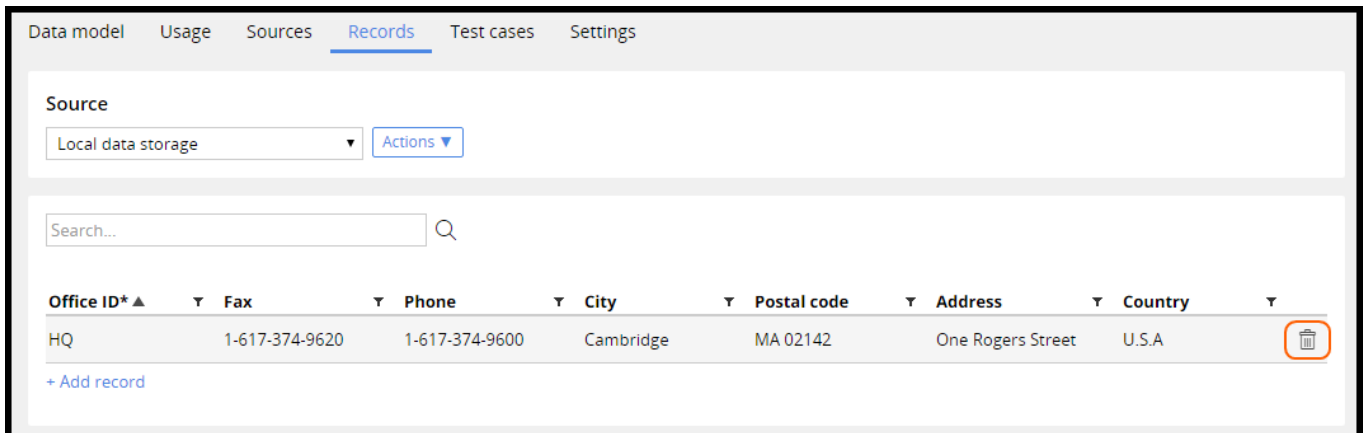 Data model Usage Sources Records Test cases Settings
Source
Local data storage ▼ Actions ▼
Search...
Office ID* ▲ Fax Phone City Postal code Address Country
HQ 1-617-374-9620 1-617-374-9600 Cambridge MA 02142 One Rogers Street U.S.A
+ Add record